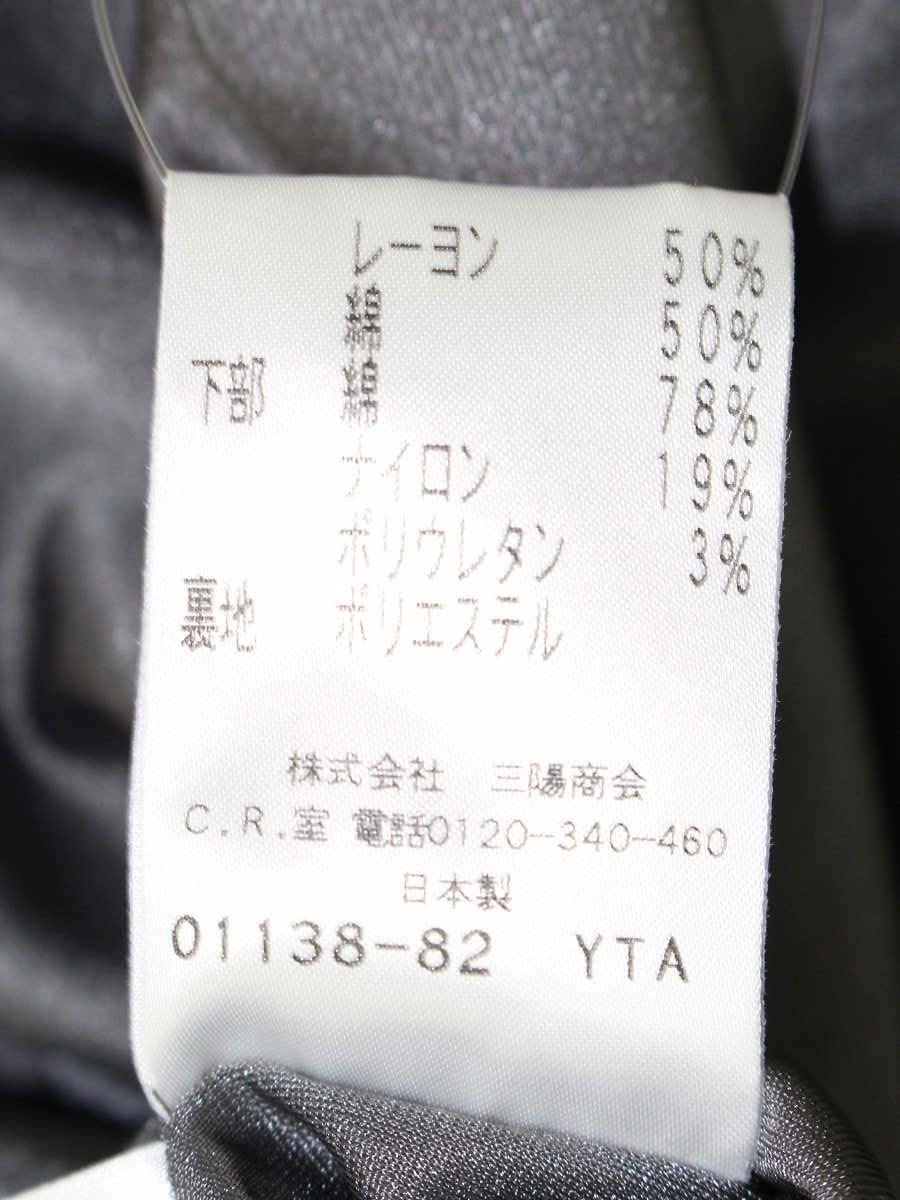 レーヨン 50%
綿 50%
下部 綿 78%
ナイロン 19%
ポリウレタン 3%
裏地 ポリエステル
株式会社 三陽商会
C.R.室 電話0120-340-460
日本製
01138-82 YTA